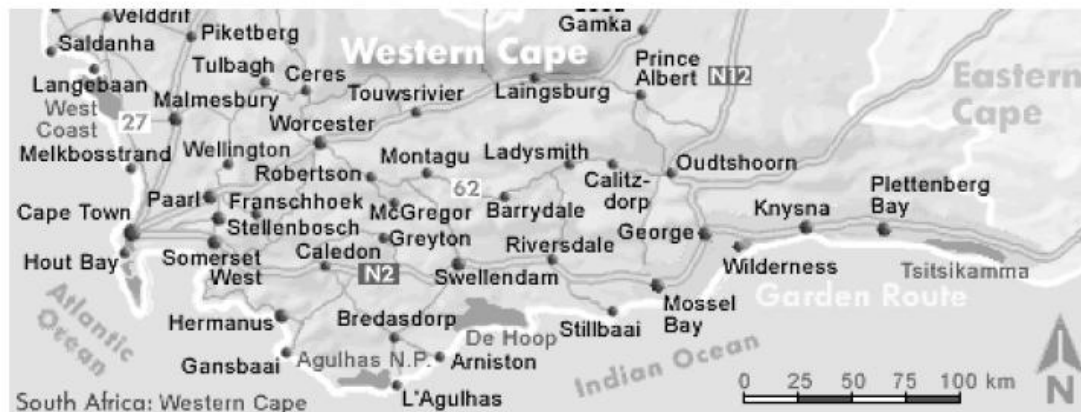 Velddrif
Piketberg
Gamka
Saldanha
Western Cape
Prince
Albert
N12
Tulbagh
Ceres
Langebaan
Laingsburg
Eastern
Cape
West
Coast
Malmesbury
Touwsrivier
27
Worcester
Melkbosstrand
Wellington
Montagu
Ladysmith
Oudtshoorn
Robertson
62
Calitz-
dorp
Plettenberg
Bay
Paarl
Franschhoek
McGregor
Barrydale
Knysna
Cape Town
Stellenbosch
Greyton
Riversdale
George
Hout Bay
Somerset
West
Caledon
N2
Swellendam
Wilderness
Tsitsikamma
Garden Route
Mossel
Bay
Atlantic
Ocean
Hermanus
Bredasdorp
De Hoop
Stillbaai
Gansbaai
Agulhas N.P.
Arniston
Indian Ocean
N
L'Agulhas
0 25 50 75 100 km
South Africa: Western Cape